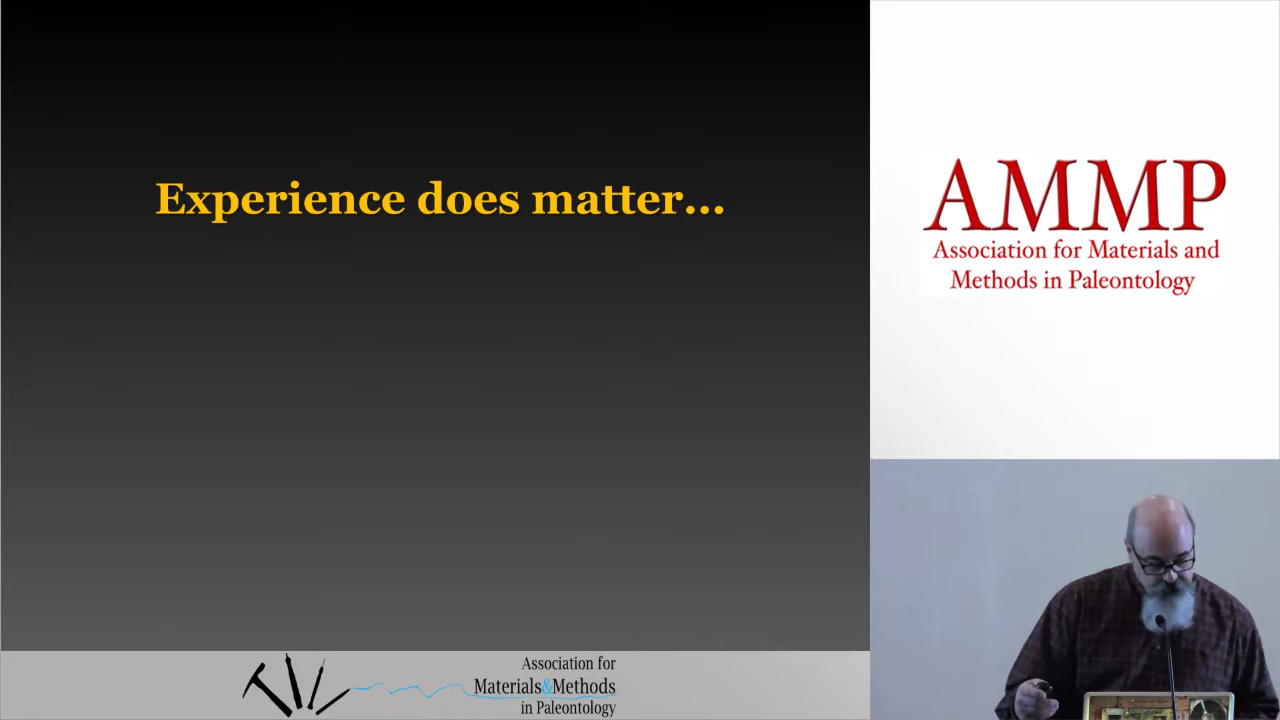 Experience does matter...
AMMP
Association for Materials and
Methods in Paleontology
Association for
Materials&Methods
in Paleontology